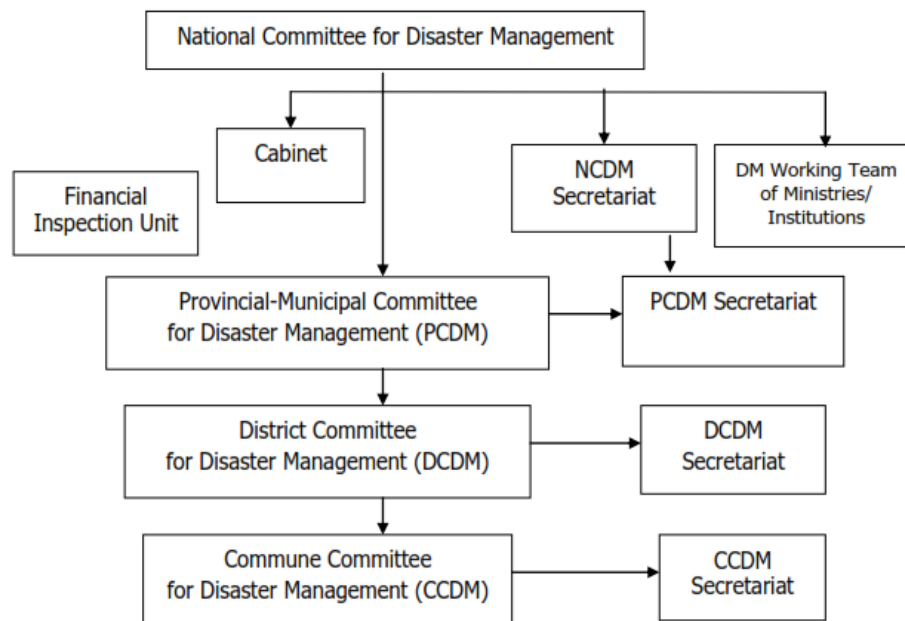 National Committee for Disaster Management
Cabinet
NCDM
Secretariat
DM Working Team
of Ministries/
Institutions
Financial
Inspection Unit
Provincial-Municipal Committee
for Disaster Management (PCDM)
PCDM Secretariat
District Committee
for Disaster Management (DCDM)
DCDM
Secretariat
Commune Committee
for Disaster Management (CCDM)
CCDM
Secretariat